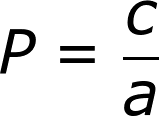 P = c/a